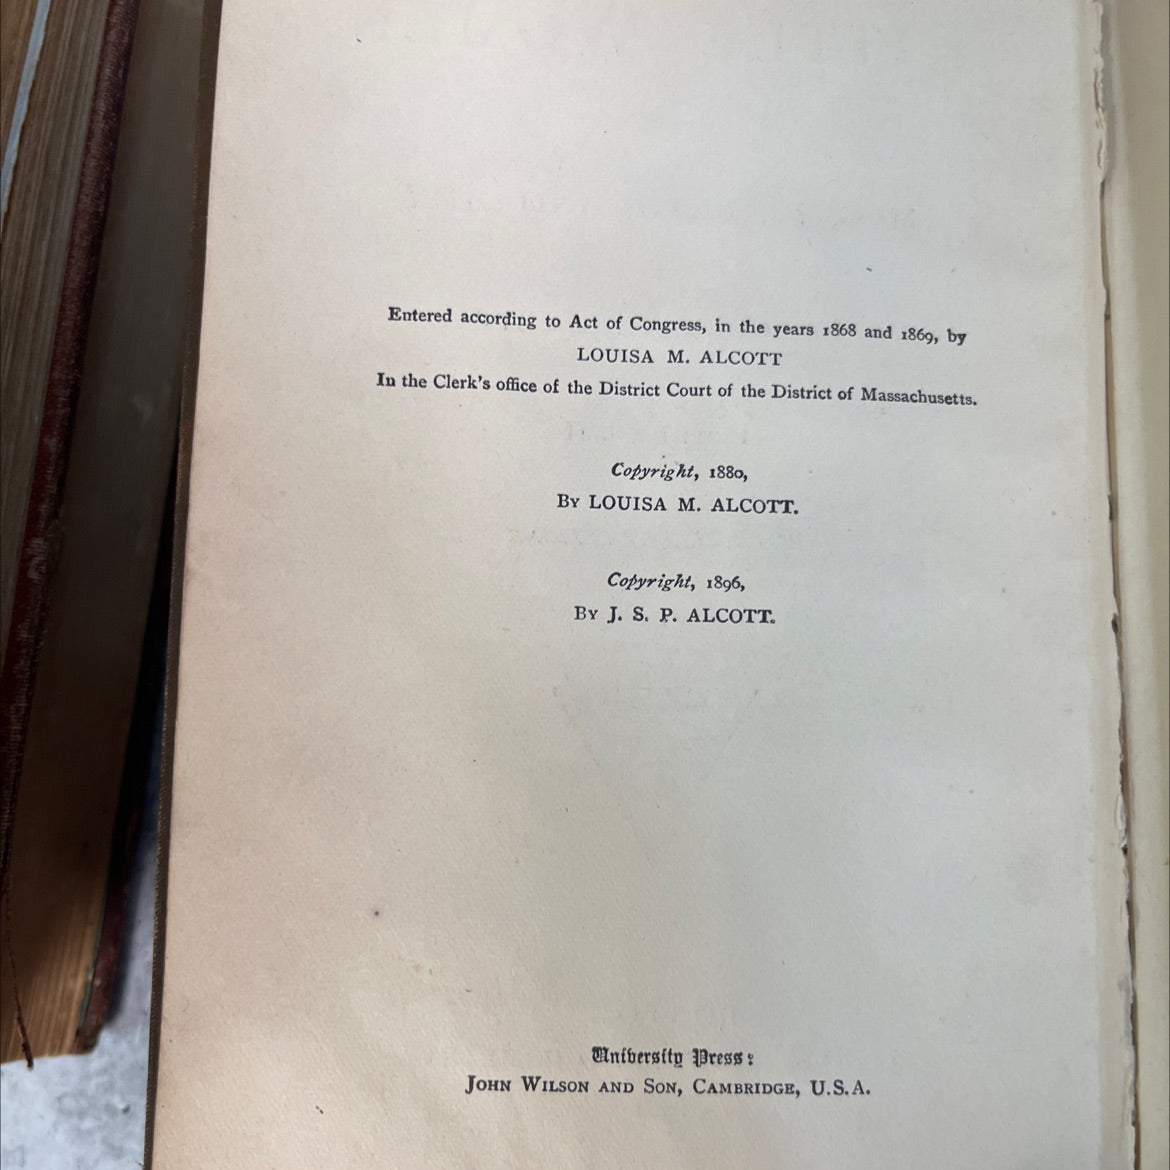 Entered according to Act of Congress, in the years 1868 and 1869, by
LOUISA M. ALCOTT
In the Clerk's office of the District Court of the District of Massachusetts.
Copyright, 1880,
By LOUISA M. ALCOTT.
Copyright, 1896,
By J. S. P. ALCOTT.
University Press:
John Wilson and Son, Cambridge, U.S.A.